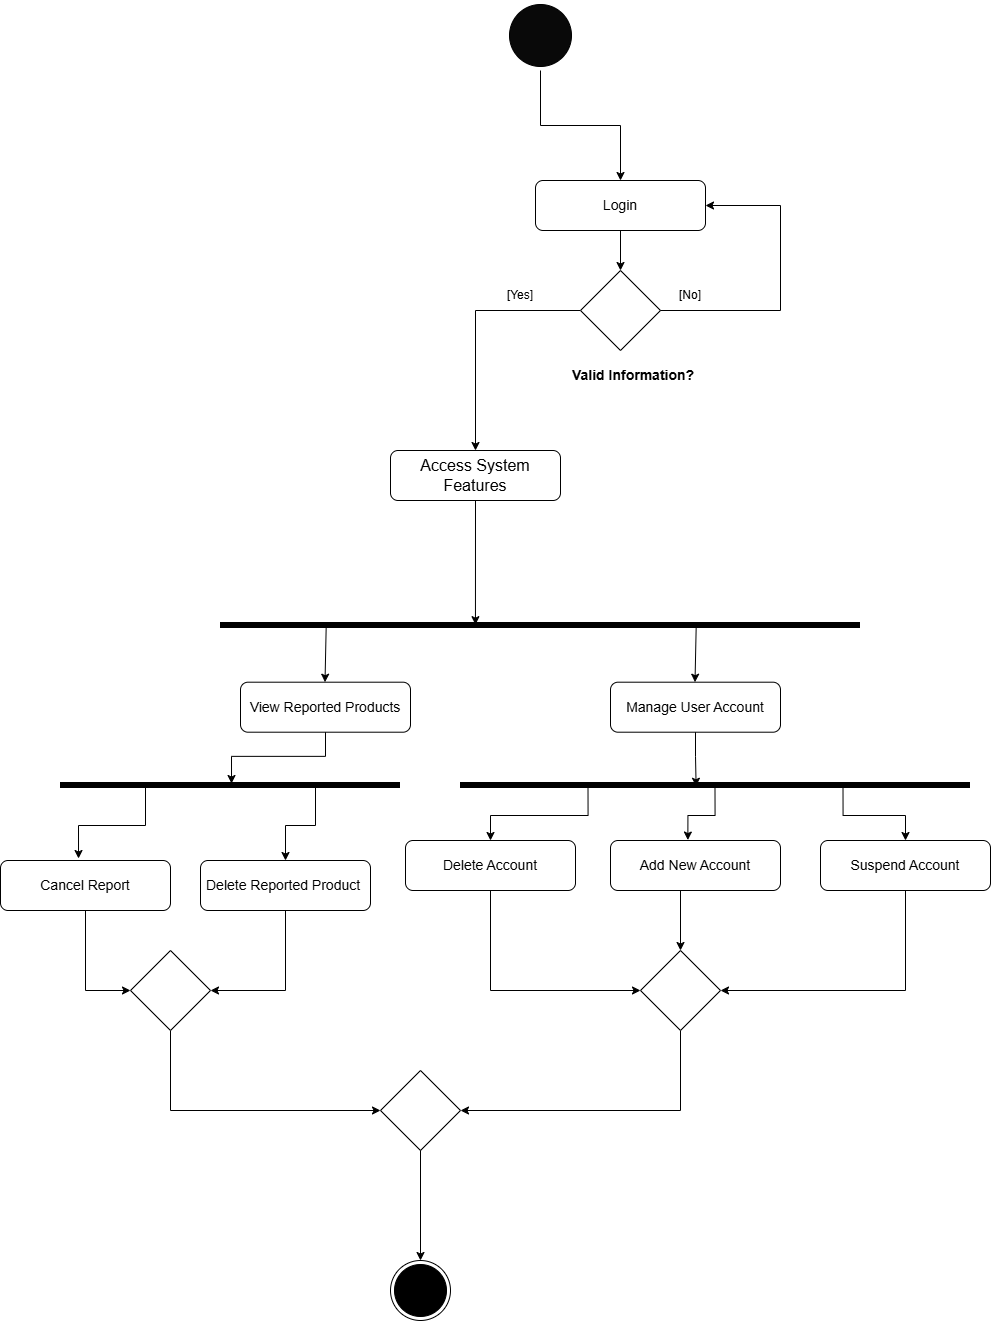 Login
[Yes]
[No]
Valid Information?
Access System
Features
View Reported Products
Manage User Account
Delete Account
Add New Account
Suspend Account
Cancel Report
Delete Reported Product